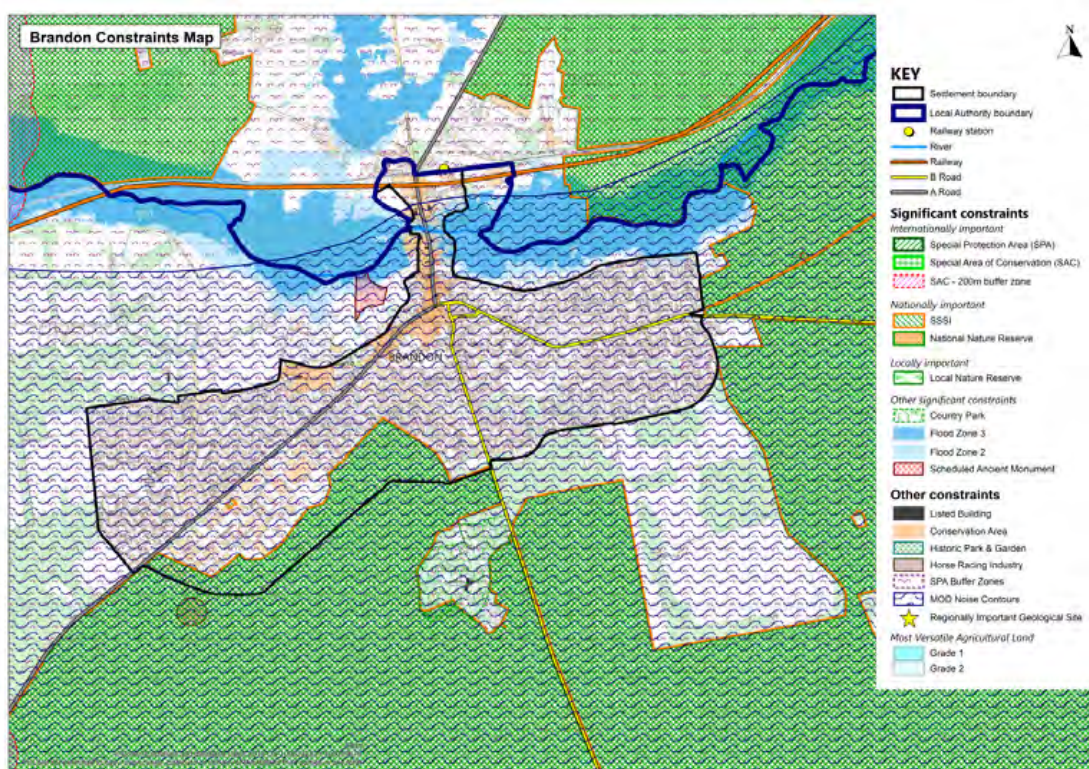 Brandon Constraints Map
N
KEY
Settlement boundary
Local Authority boundary
Railway station
River
Railway
B Road
A Road
Significant constraints
Internationally important
Special Protection Area (SPA)
Special Area of Conservation (SAC)
SAC - 200m buffer zone
Nationally important
SSSI
National Nature Reserve
Locally important
Local Nature Reserve
Other significant constraints
Country Park
Flood Zone 3
Flood Zone 2
Scheduled Ancient Monument
Other constraints
Listed Building
Conservation Area
Historic Park & Garden
Horse Racing Industry
SPA Buffer Zones
MOD Noise Contours
Regionally Important Geological Site
Most Versatile Agricultural Land
Grade 1
Grade 2
BRANDON